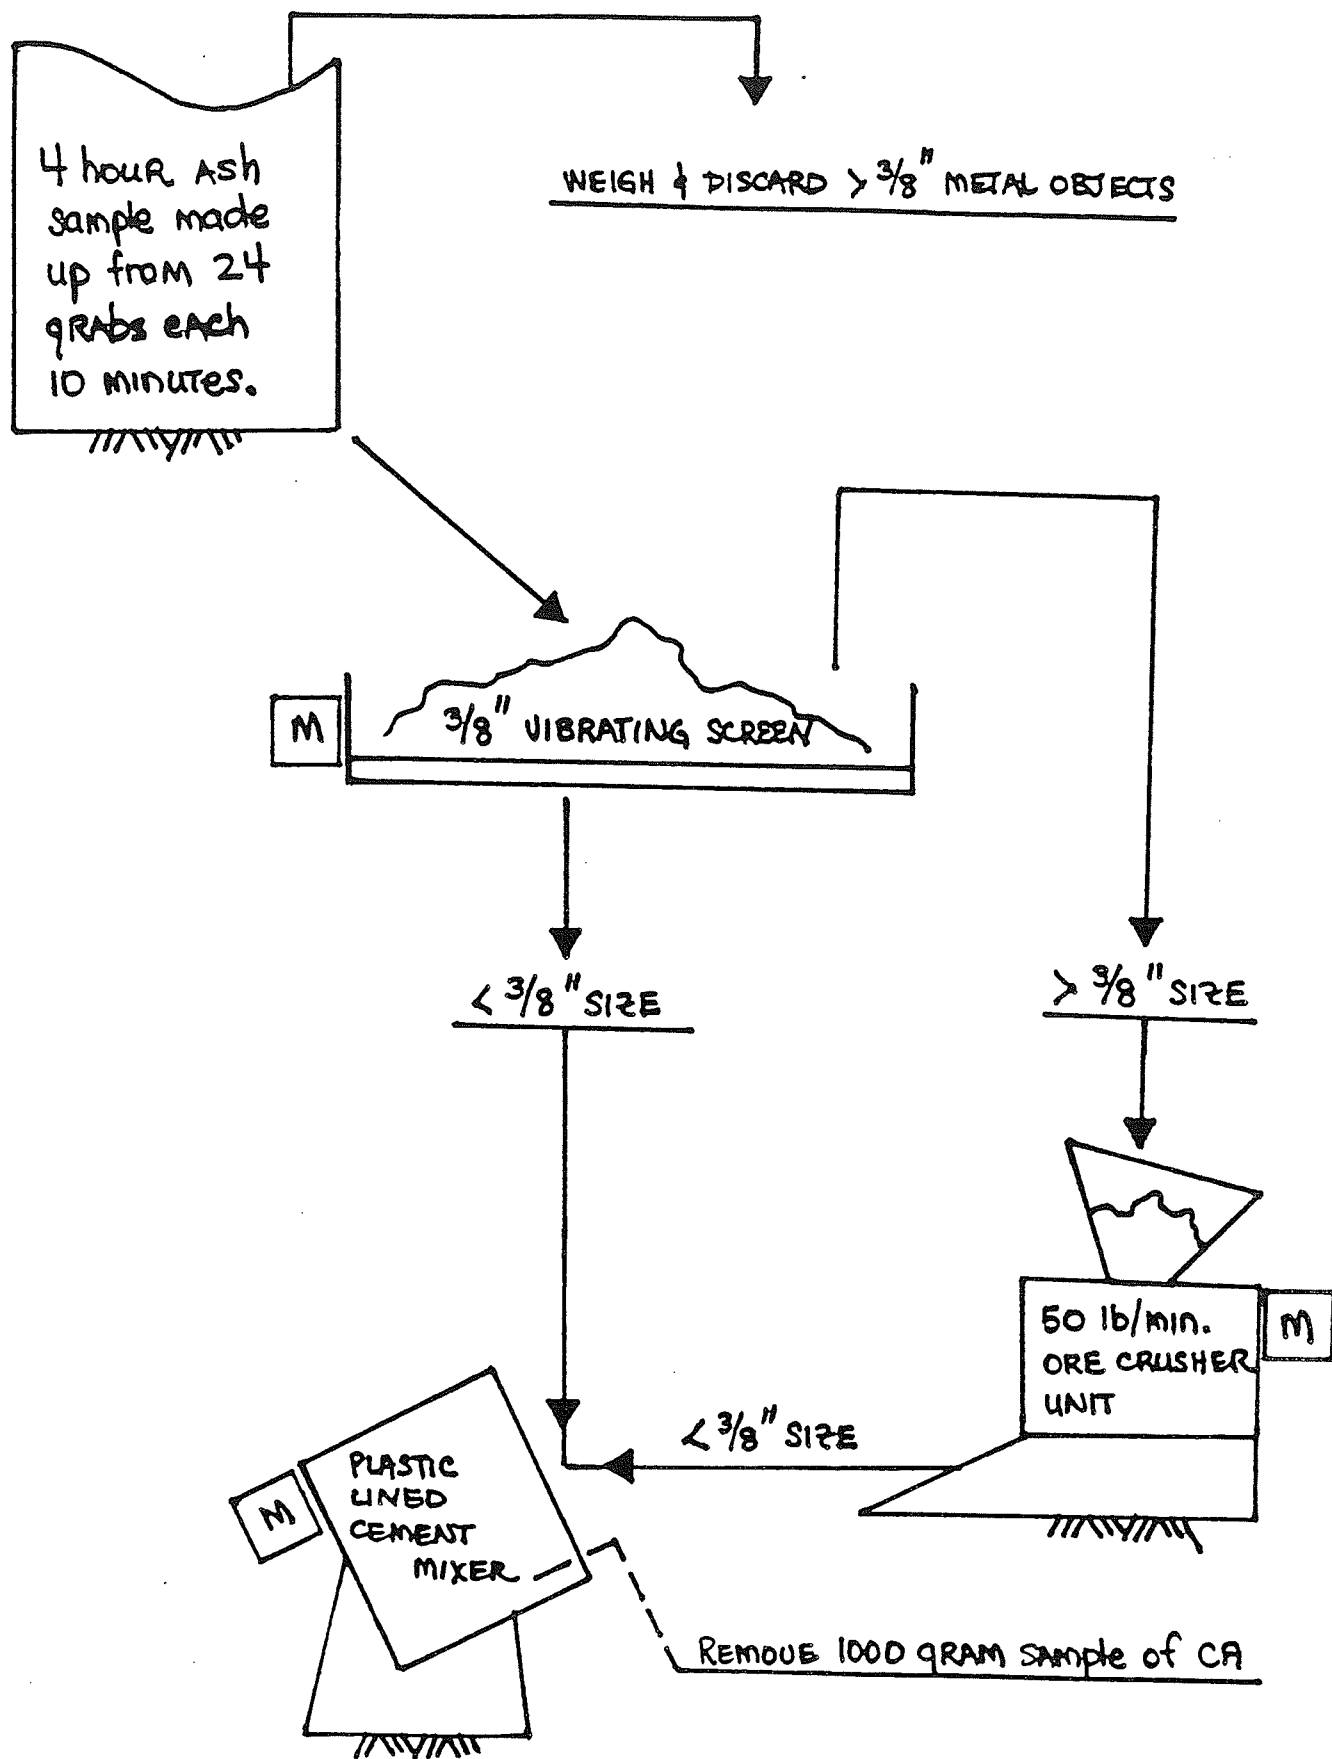 4 hour Ash
sample made
up from 24
gRAbs eAch
10 minutes.
WEIGH & DISCARD > 3/8" METAL OBJECTS
M
3/8" VIBRATING SCREEN
< 3/8" SIZE
> 3/8" SIZE
50 lb/min.
ORE CRUSHER
UNIT
M
< 3/8" SIZE
M
PLASTIC
LINED
CEMENT
MIXER
REMOVE 1000 gRAM SAMple of CA